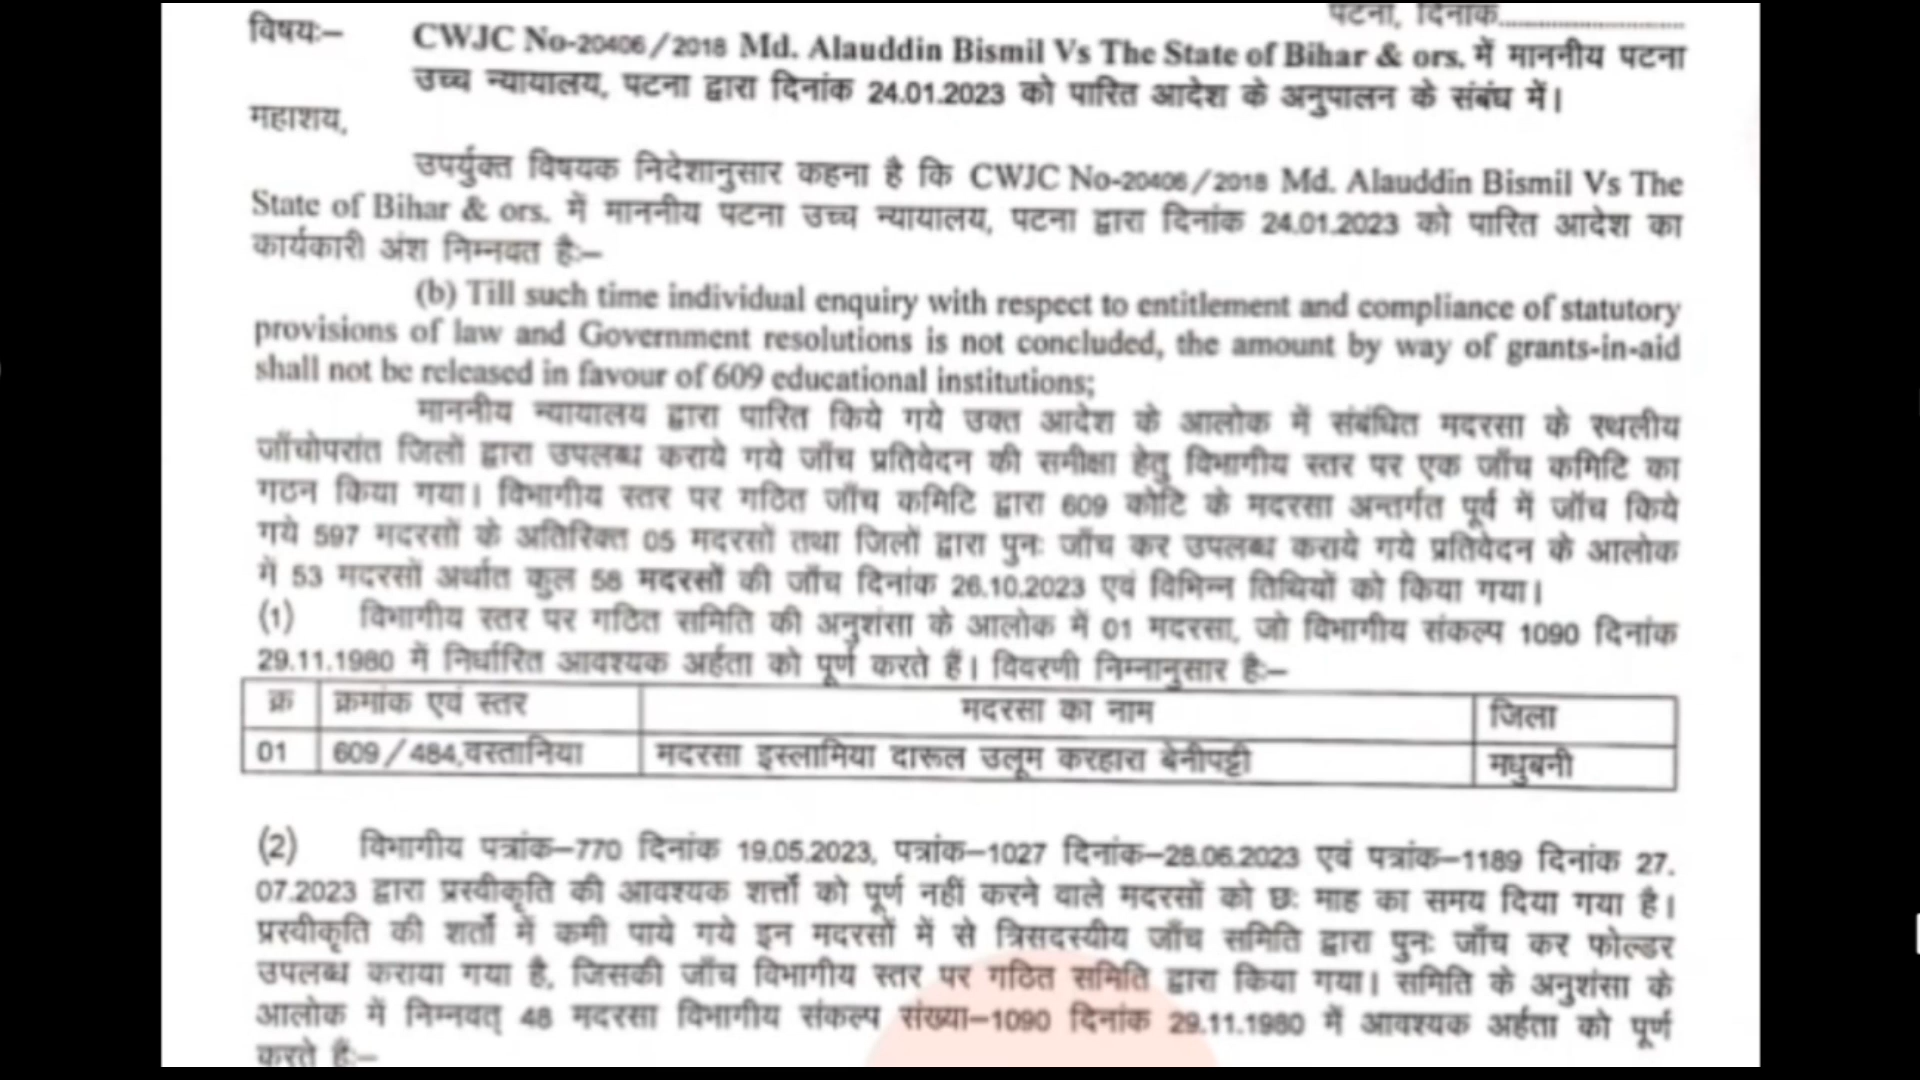 पटना, दिनांक..............................
विषयः– CWJC No-20406/2018 Md. Alauddin Bismil Vs The State of Bihar & ors. में माननीय पटना
उच्च न्यायालय, पटना द्वारा दिनांक 24.01.2023 को पारित आदेश के अनुपालन के संबंध में।
महाशय,
उपर्युक्त विषयक निदेशानुसार कहना है कि CWJC No-20406/2018 Md. Alauddin Bismil Vs The
State of Bihar & ors. में माननीय पटना उच्च न्यायालय, पटना द्वारा दिनांक 24.01.2023 को पारित आदेश का
कार्यकारी अंश निम्नवत हैः–
(b) Till such time individual enquiry with respect to entitlement and compliance of statutory
provisions of law and Government resolutions is not concluded, the amount by way of grants-in-aid
shall not be released in favour of 609 educational institutions;
माननीय न्यायालय द्वारा पारित किये गये उक्त आदेश के आलोक में संबंधित मदरसा के स्थलीय
जाँचोपरांत जिलों द्वारा उपलब्ध कराये गये जाँच प्रतिवेदन की समीक्षा हेतु विभागीय स्तर पर एक जाँच कमिटि का
गठन किया गया। विभागीय स्तर पर गठित जाँच कमिटि द्वारा 609 कोटि के मदरसा अन्तर्गत पूर्व में जाँच किये
गये 597 मदरसों के अतिरिक्त 05 मदरसों तथा जिलों द्वारा पुनः जाँच कर उपलब्ध कराये गये प्रतिवेदन के आलोक
में 53 मदरसों अर्थात कुल 58 मदरसों की जाँच दिनांक 26.10.2023 एवं विभिन्न तिथियों को किया गया।
(1) विभागीय स्तर पर गठित समिति की अनुशंसा के आलोक में 01 मदरसा, जो विभागीय संकल्प 1090 दिनांक
29.11.1980 में निर्धारित आवश्यक अर्हता को पूर्ण करते हैं। विवरणी निम्नानुसार हैः–
क्र क्रमांक एवं स्तर मदरसा का नाम जिला
01 609/484,वस्तानिया मदरसा इस्लामिया दारूल उलूम करहारा बेनीपट्टी मधुबनी
(2) विभागीय पत्रांक–770 दिनांक 19.05.2023, पत्रांक–1027 दिनांक–28.06.2023 एवं पत्रांक–1189 दिनांक 27.
07.2023 द्वारा प्रस्वीकृति की आवश्यक शर्त्तो को पूर्ण नहीं करने वाले मदरसों को छः माह का समय दिया गया है।
प्रस्वीकृति की शर्तों में कमी पाये गये इन मदरसों में से त्रिसदस्यीय जाँच समिति द्वारा पुनः जाँच कर फोल्डर
उपलब्ध कराया गया है, जिसकी जाँच विभागीय स्तर पर गठित समिति द्वारा किया गया। समिति के अनुशंसा के
आलोक में निम्नवत् 48 मदरसा विभागीय संकल्प संख्या–1090 दिनांक 29.11.1980 में आवश्यक अर्हता को पूर्ण
करते हैः–